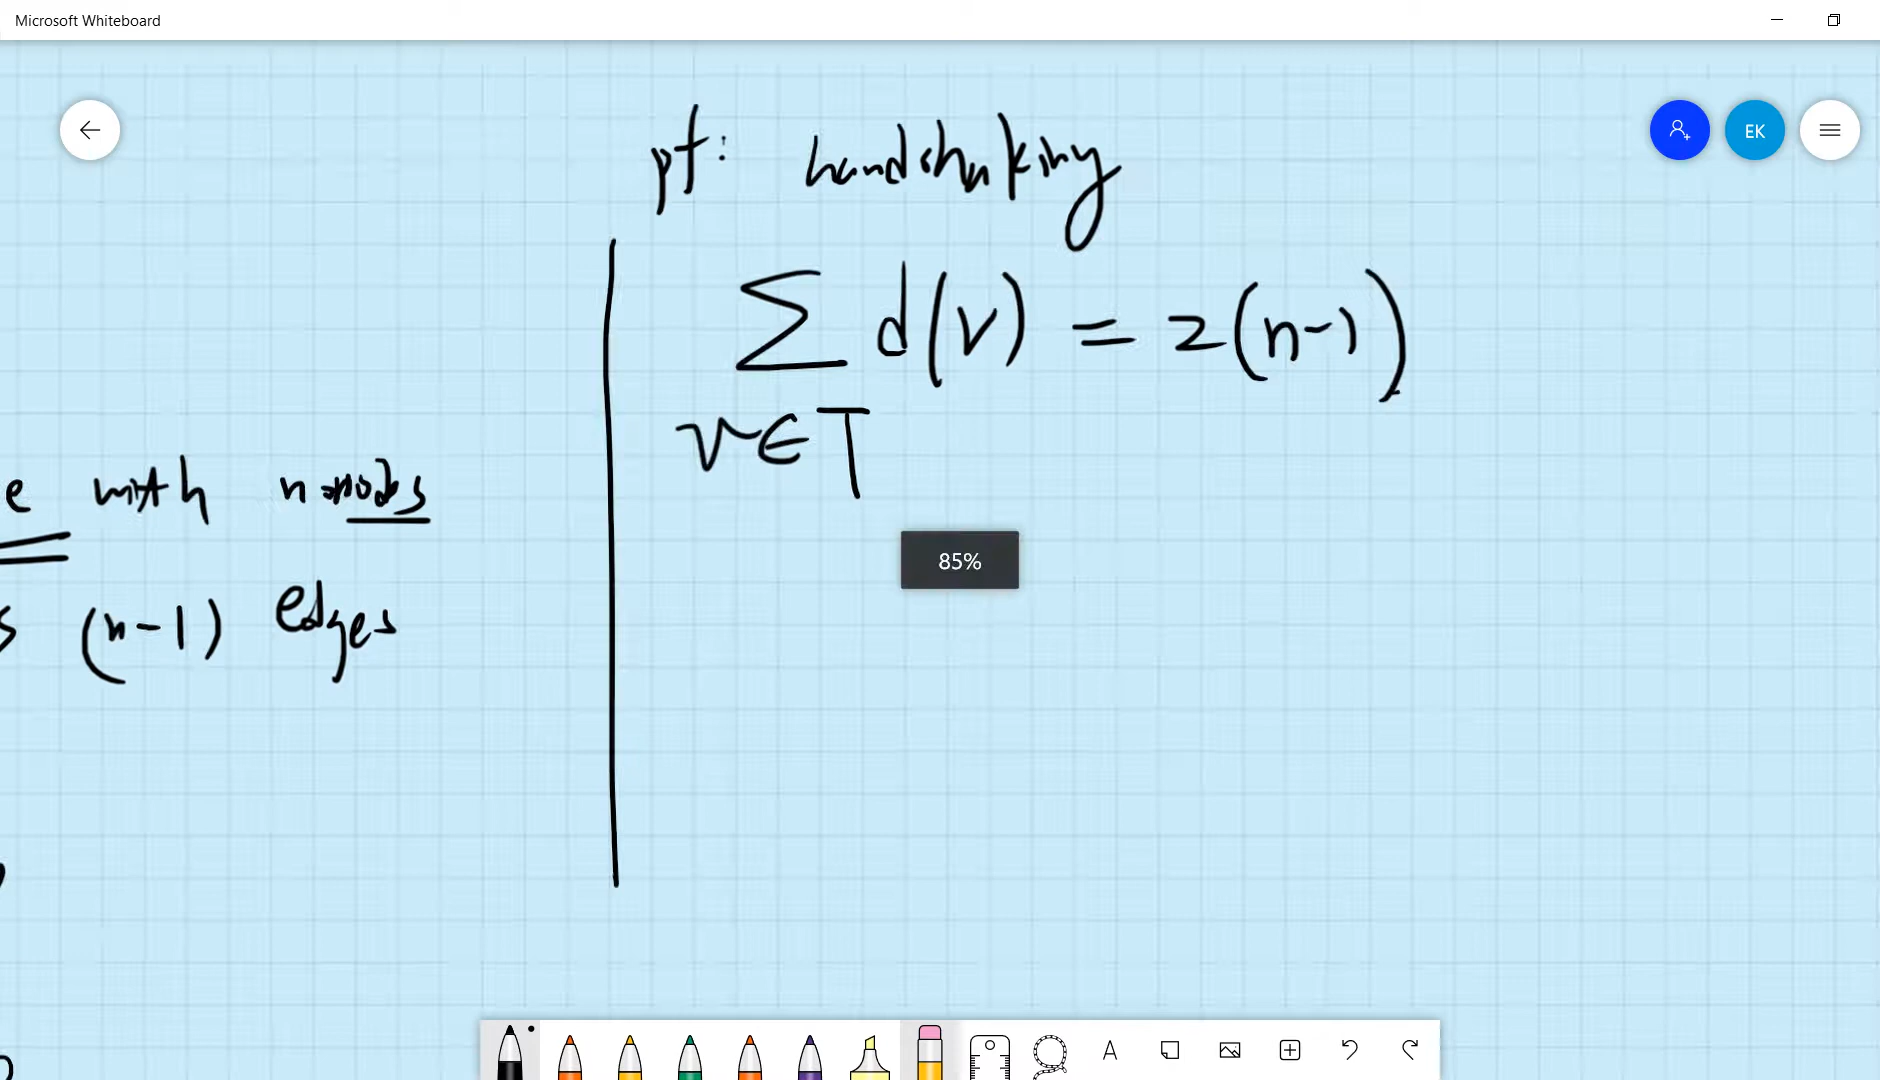 Microsoft Whiteboard
EK
pf: handshaking
∑ d(v) = 2(n-1)
v∈T
e with n nodes
s (n-1) edges
85%
A